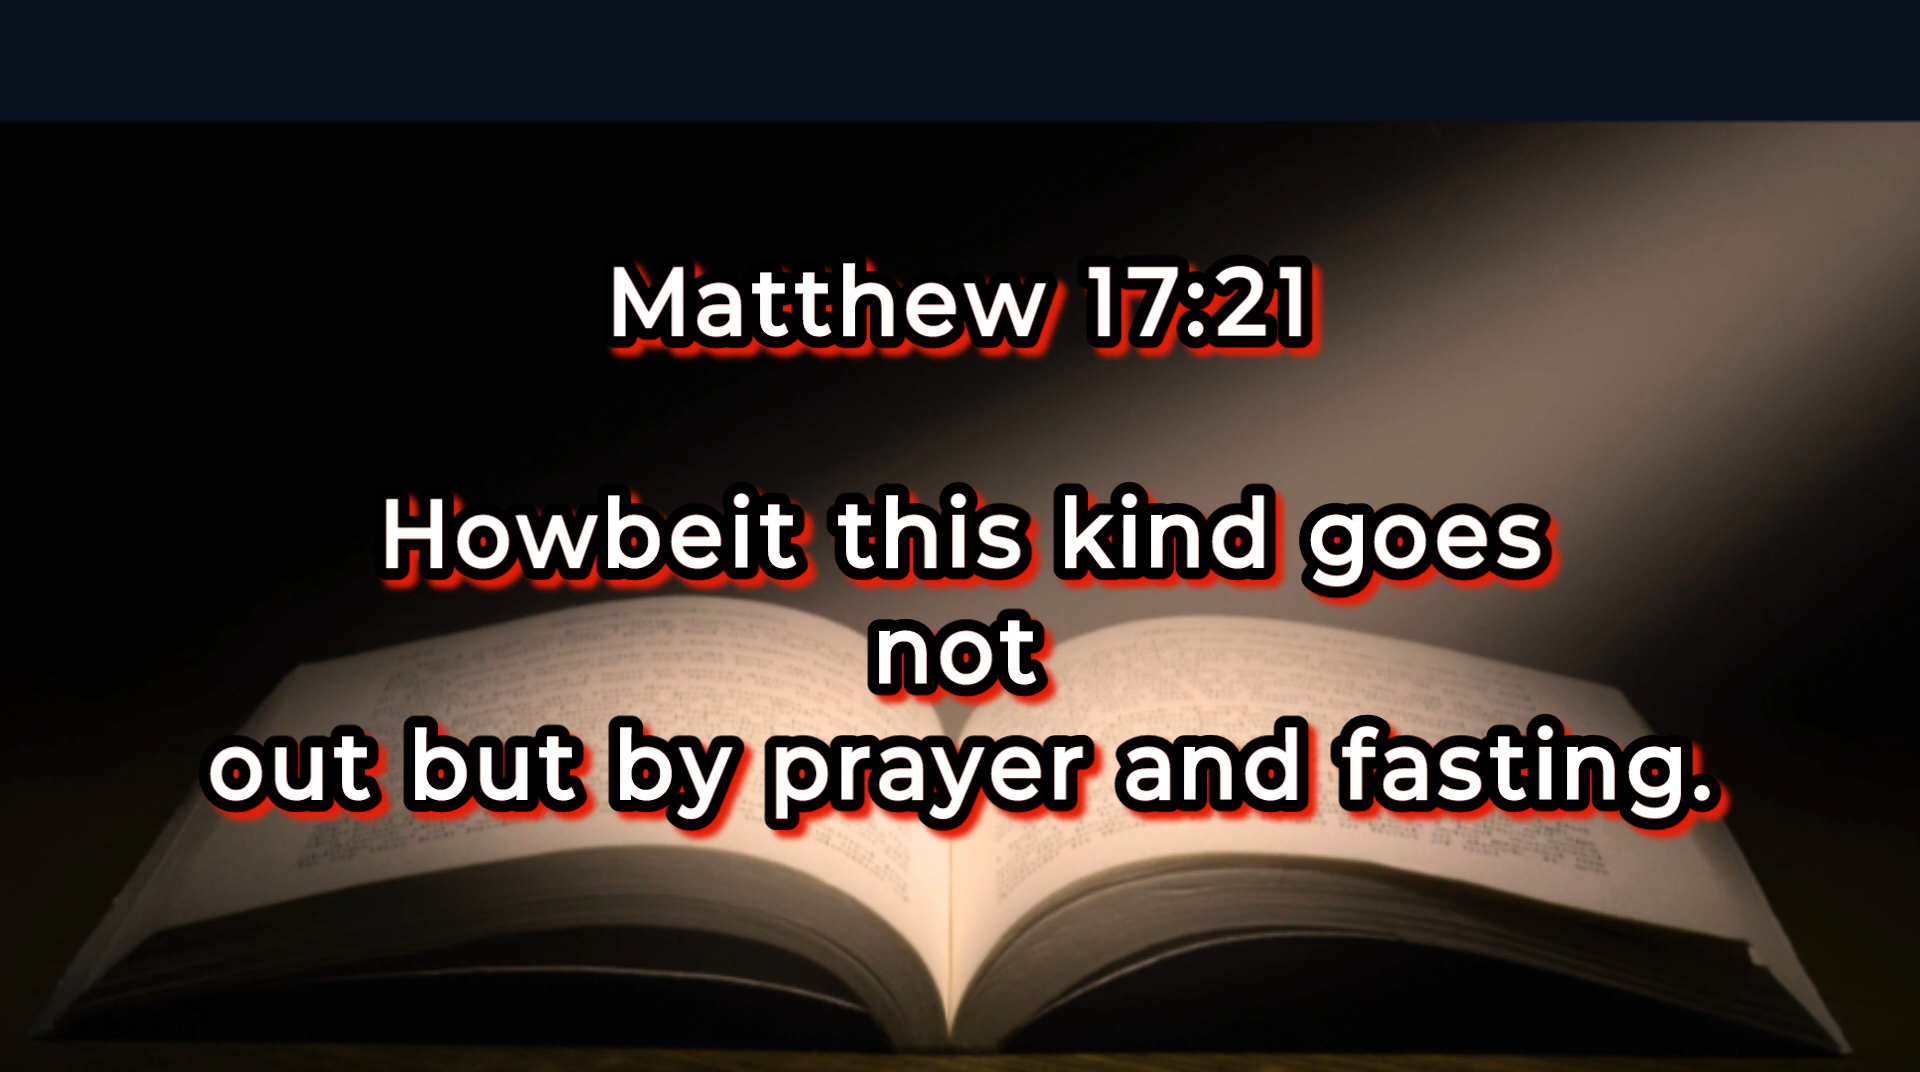 Matthew 17:21
Howbeit this kind goes
not
out but by prayer and fasting.